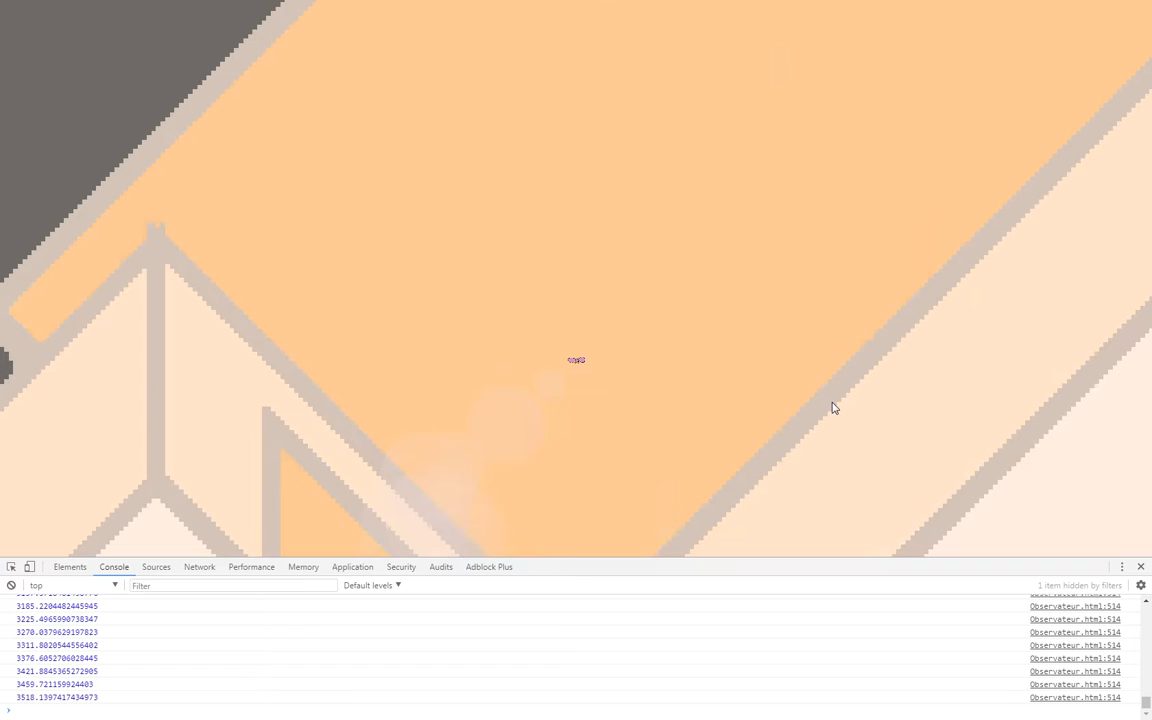 Elements Console Sources Network Performance Memory Application Security Audits Adblock Plus
top Filter Default levels 1 item hidden by filters
3185.2204482445945 Observateur.html:514
3225.4965990738347 Observateur.html:514
3270.0379629197823 Observateur.html:514
3311.8020544556402 Observateur.html:514
3376.6052706028445 Observateur.html:514
3421.8845365272905 Observateur.html:514
3459.721159924403 Observateur.html:514
3518.1397417434973 Observateur.html:514